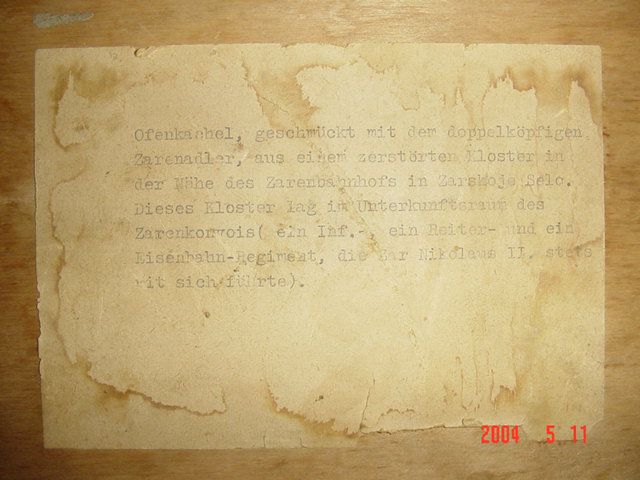 Ofenkachel, geschmückt mit dem doppelköpfigen
Zarenadler, aus einem zerstörten Kloster in
der Nähe des Zarenbahnhofs in Zarskoje Selo.
Dieses Kloster lag im Unterkunftsraum des
Zarenkonvois( ein Inf.-, ein Reiter- und ein
Eisenbahn-Regiment, die Zar Nikolaus II. stets
mit sich führte).
2004 5 11